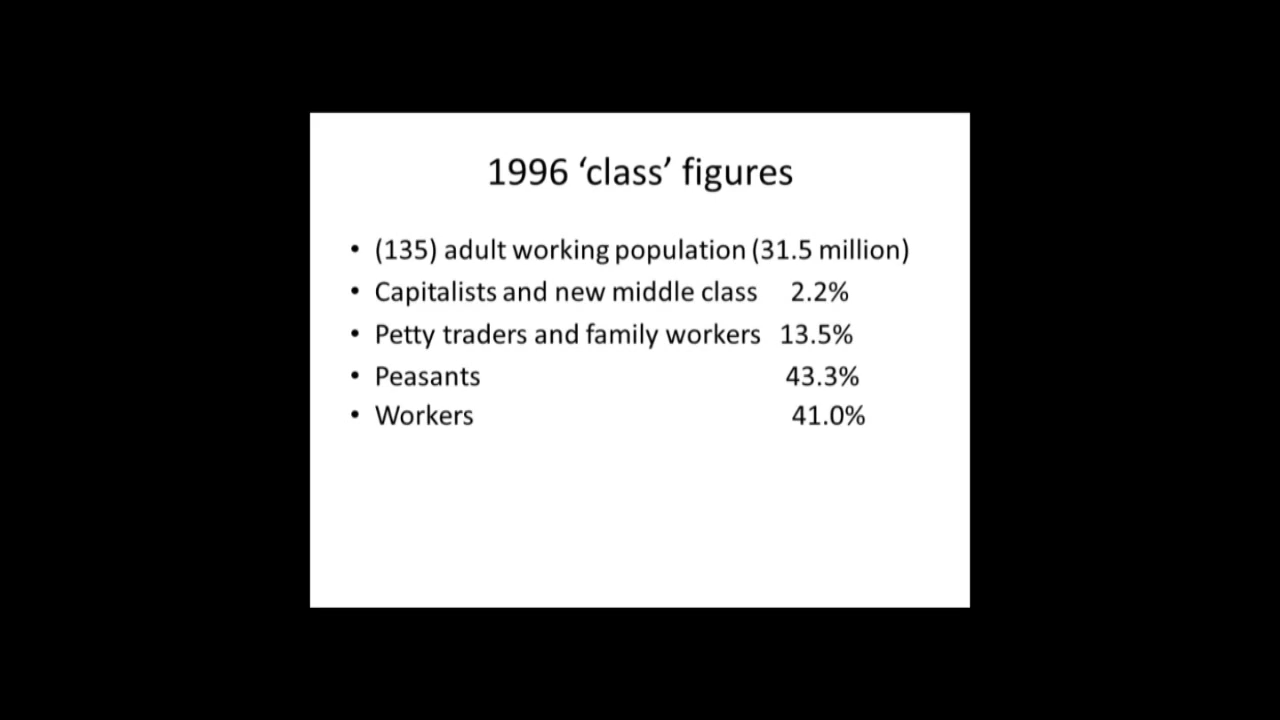 1996 ‘class’ figures
• (135) adult working population (31.5 million)
• Capitalists and new middle class 2.2%
• Petty traders and family workers 13.5%
• Peasants 43.3%
• Workers 41.0%